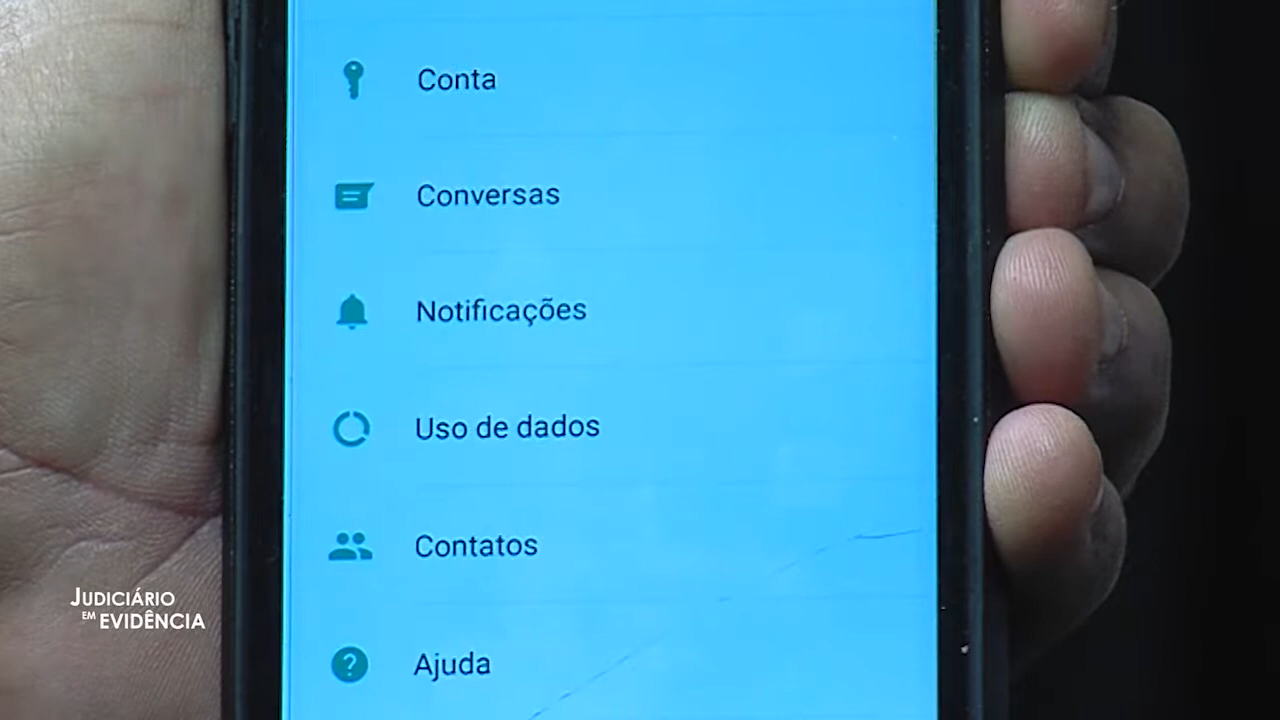 Conta
Conversas
Notificações
Uso de dados
Contatos
Ajuda
JUDICIÁRIO
EM EVIDÊNCIA